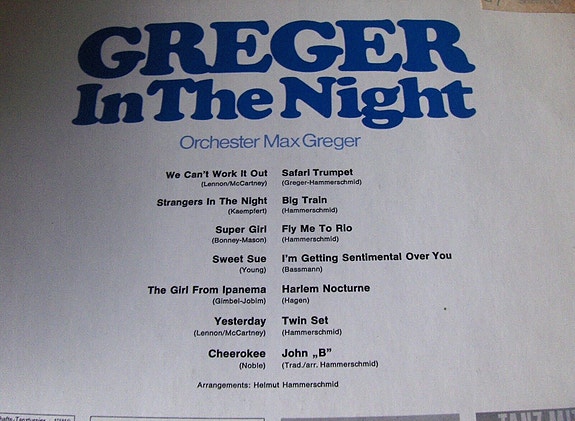 GREGER
In The Night
Orchester Max Greger
We Can't Work It Out
(Lennon/McCartney)
Strangers In The Night
(Kaempfert)
Super Girl
(Bonney-Mason)
Sweet Sue
(Young)
The Girl From Ipanema
(Gimbel-Jobim)
Yesterday
(Lennon/McCartney)
Cheerokee
(Noble)
Safari Trumpet
(Greger-Hammerschmid)
Big Train
(Hammerschmid)
Fly Me To Rio
(Hammerschmid)
I'm Getting Sentimental Over You
(Bassmann)
Harlem Nocturne
(Hagen)
Twin Set
(Hammerschmid)
John „B”
(Trad./arr. Hammerschmid)
Arrangements: Helmut Hammerschmid